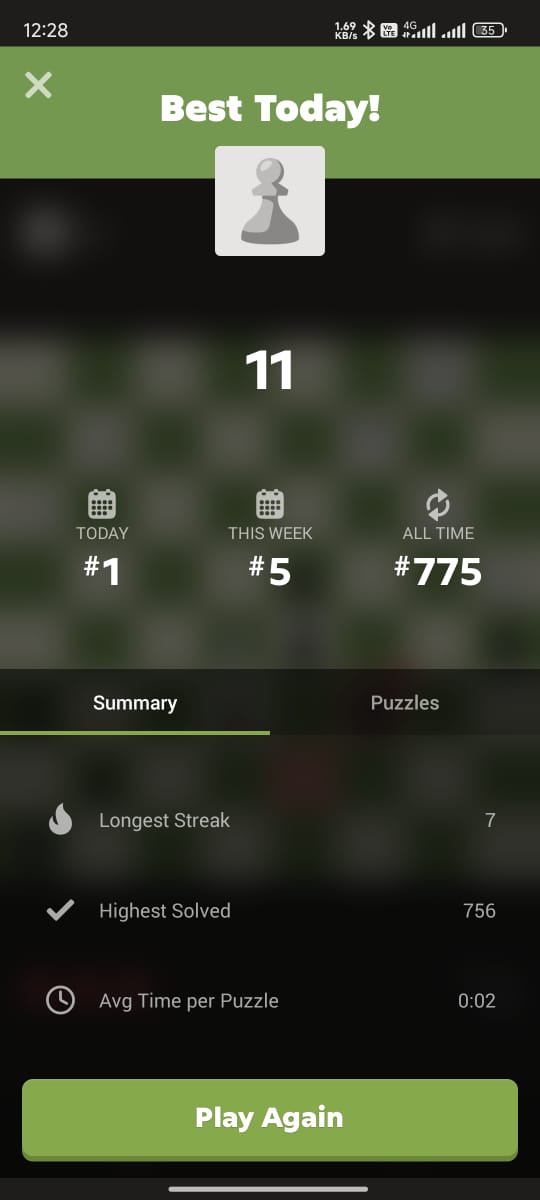 12:28
1.69
KB/s
Vo
LTE
4G
35
Best Today!
11
TODAY
THIS WEEK
ALL TIME
#1
#5
#775
Summary
Puzzles
Longest Streak
7
Highest Solved
756
Avg Time per Puzzle
0:02
Play Again